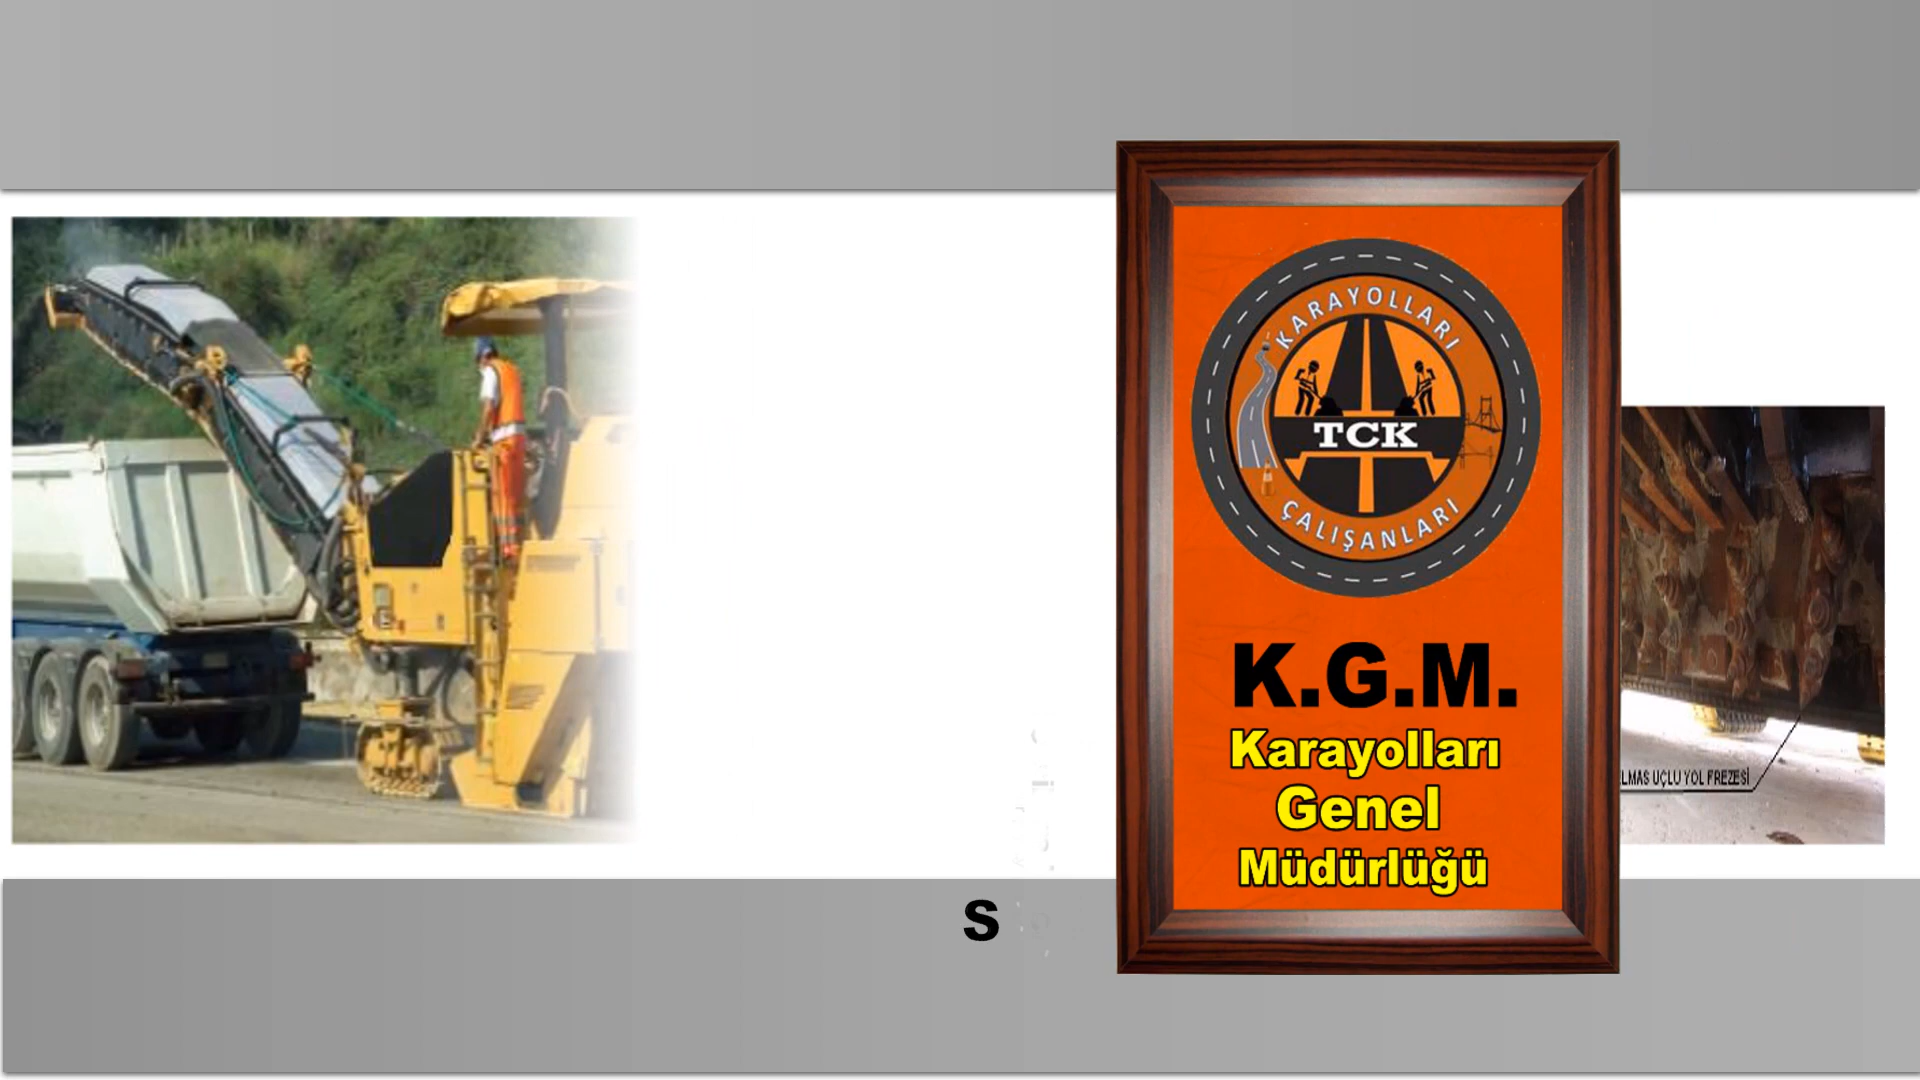 KARAYOLLARI
TCK
ÇALIŞANLARI
K.G.M.
Karayolları
Genel
Müdürlüğü
LMAS UÇLU YOL FREZESİ
S